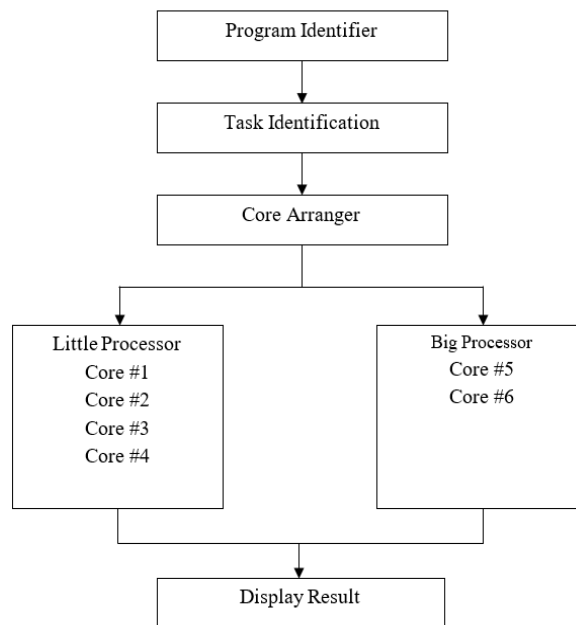 Program Identifier
Task Identification
Core Arranger
Little Processor
Core #1
Core #2
Core #3
Core #4
Big Processor
Core #5
Core #6
Display Result